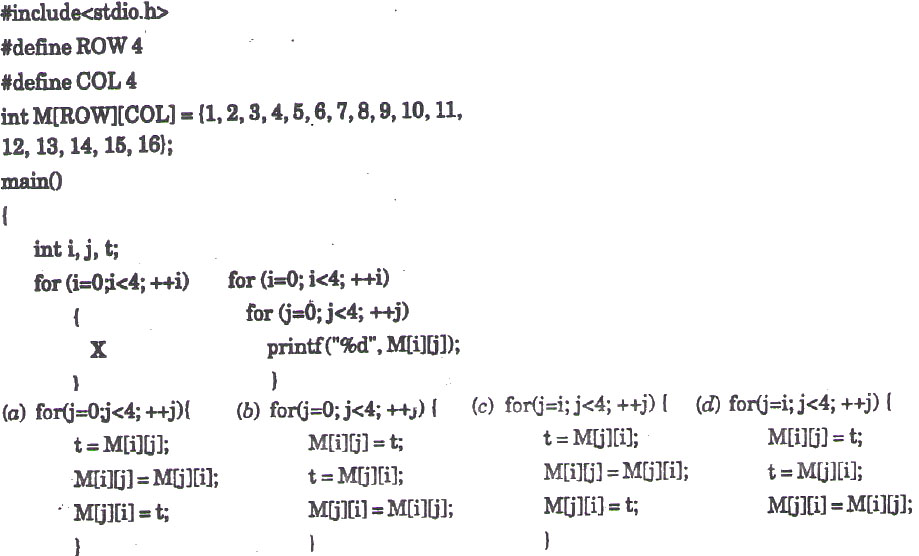 #include<stdio.h>
#define ROW 4
#define COL 4
int M[ROW][COL] = {1, 2, 3, 4, 5, 6, 7, 8, 9, 10, 11,
12, 13, 14, 15, 16};
main()
{
int i, j, t;
for (i=0;i<4; ++i) for (i=0; i<4; ++i)
{ for (j=0; j<4; ++j)
X printf("%d", M[i][j]);
} }
(a) for(j=0;j<4; ++j){ (b) for(j=0; j<4; ++j) { (c) for(j=i; j<4; ++j) { (d) for(j=i; j<4; ++j) {
t = M[i][j]; M[i][j] = t; t = M[j][i]; M[i][j] = t;
M[i][j] = M[j][i]; t = M[j][i]; M[i][j] = M[j][i]; t = M[j][i];
M[j][i] = t; M[j][i] = M[i][j]; M[j][i] = t; M[j][i] = M[i][j];
} } }